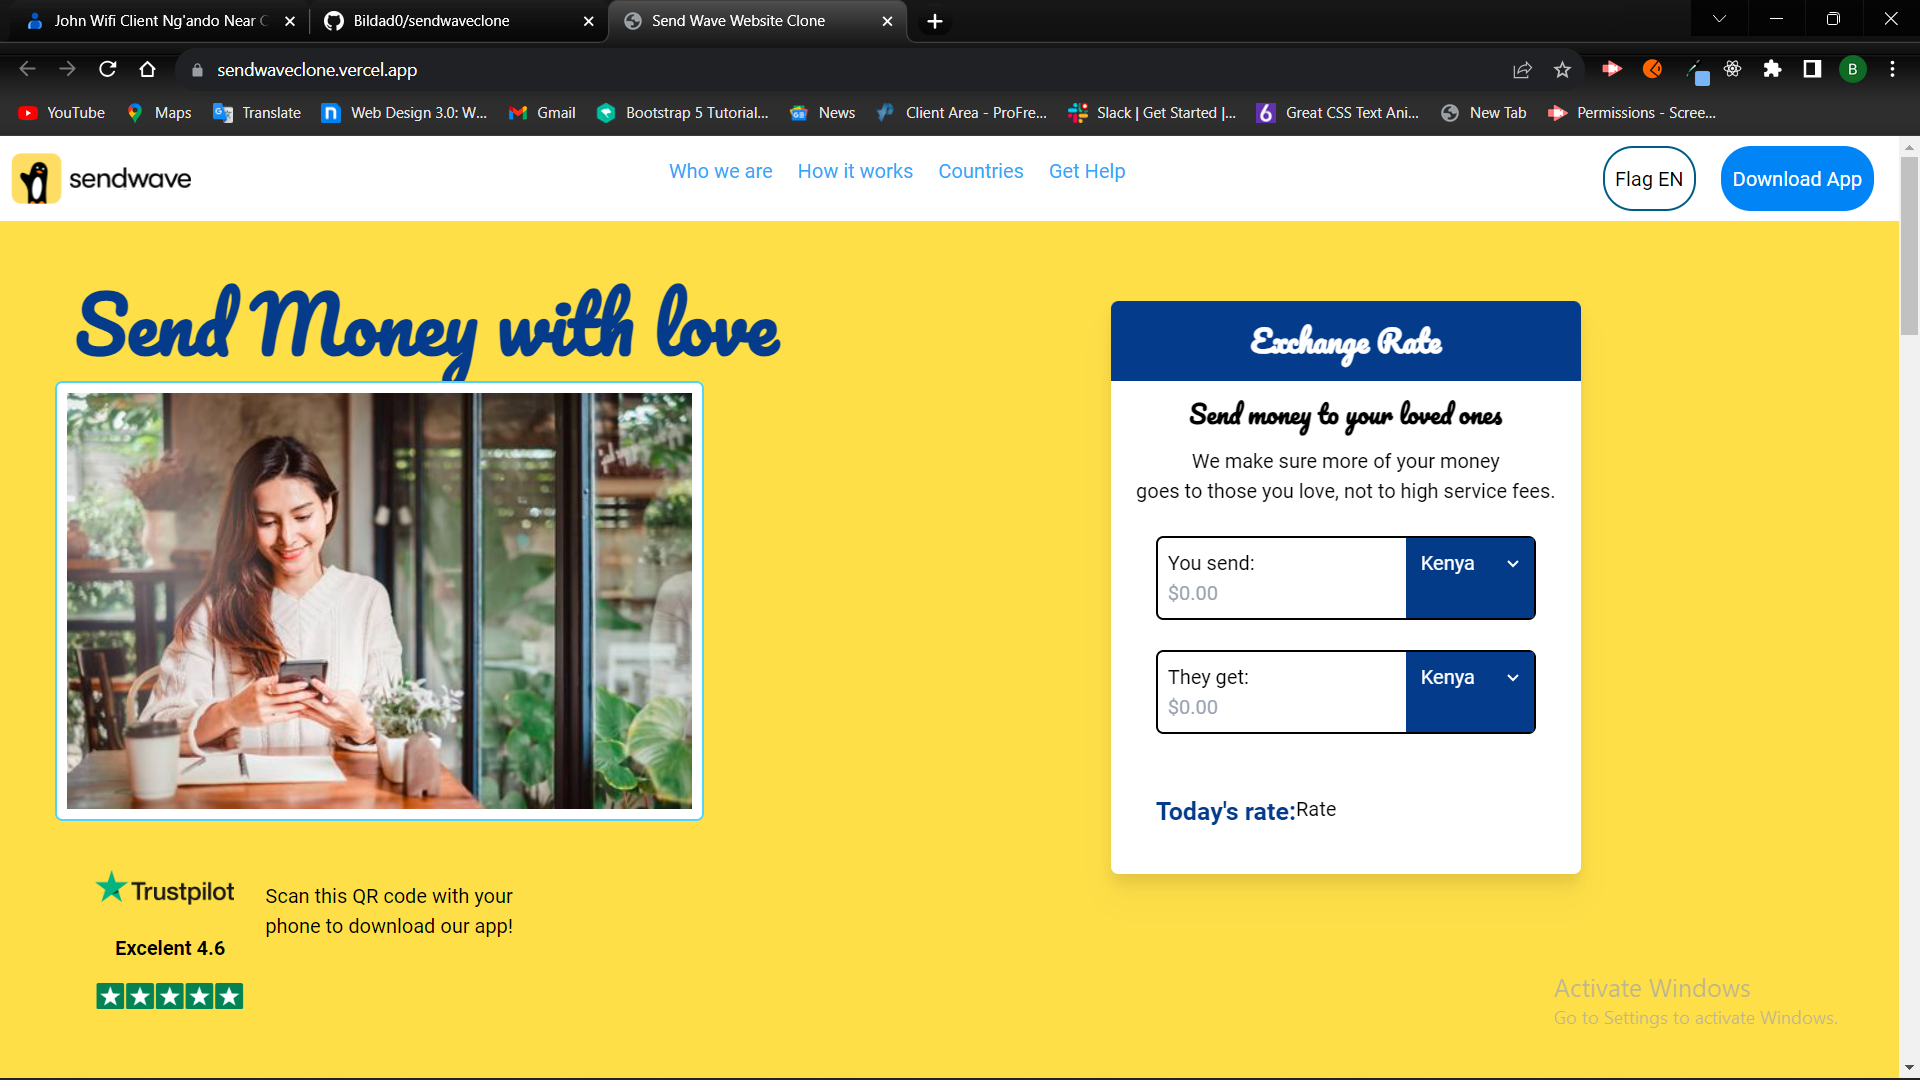 John Wifi Client Ng'ando Near C
Bildad0/sendwaveclone
Send Wave Website Clone
sendwaveclone.vercel.app
B
YouTube
Maps
Translate
Web Design 3.0: W...
Gmail
Bootstrap 5 Tutorial...
News
Client Area - ProFre...
Slack | Get Started |...
Great CSS Text Ani...
New Tab
Permissions - Scree...
sendwave
Who we are
How it works
Countries
Get Help
Flag EN
Download App
Send Money with love
Exchange Rate
Send money to your loved ones
We make sure more of your money
goes to those you love, not to high service fees.
You send:
$0.00
Kenya
They get:
$0.00
Kenya
Today's rate:Rate
Trustpilot
Excelent 4.6
Scan this QR code with your
phone to download our app!
Activate Windows
Go to Settings to activate Windows.